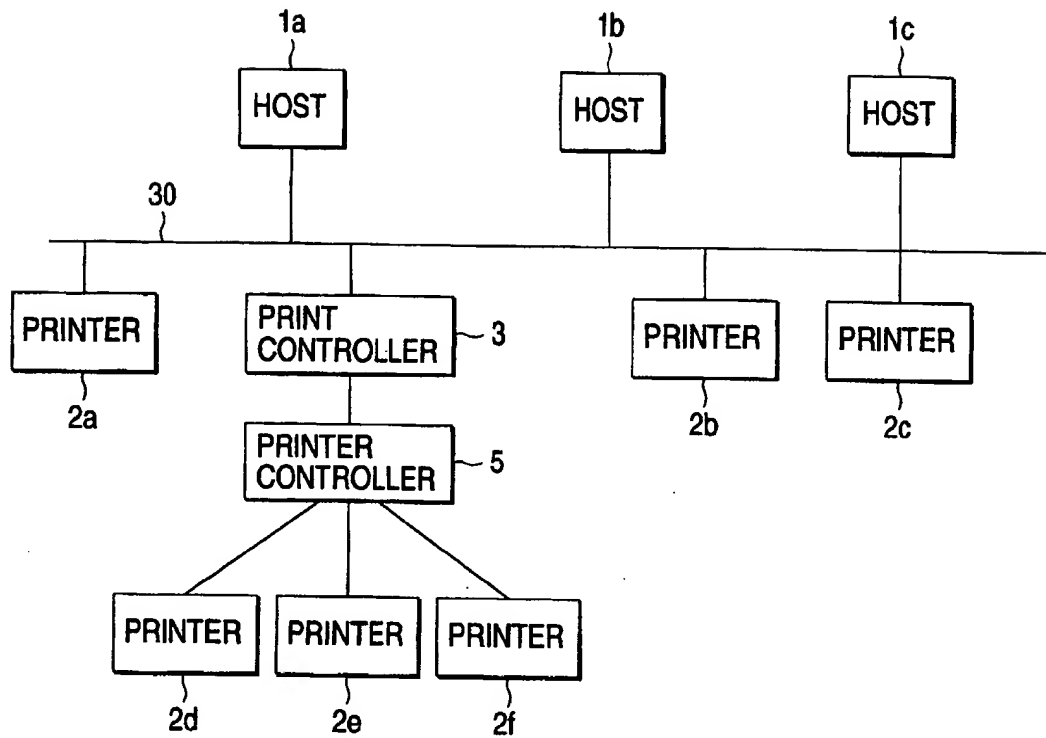 1a
1b
1c
HOST
HOST
HOST
30
PRINTER
PRINT
CONTROLLER
3
PRINTER
PRINTER
2a
2b
2c
PRINTER
CONTROLLER
5
PRINTER
PRINTER
PRINTER
2d
2e
2f